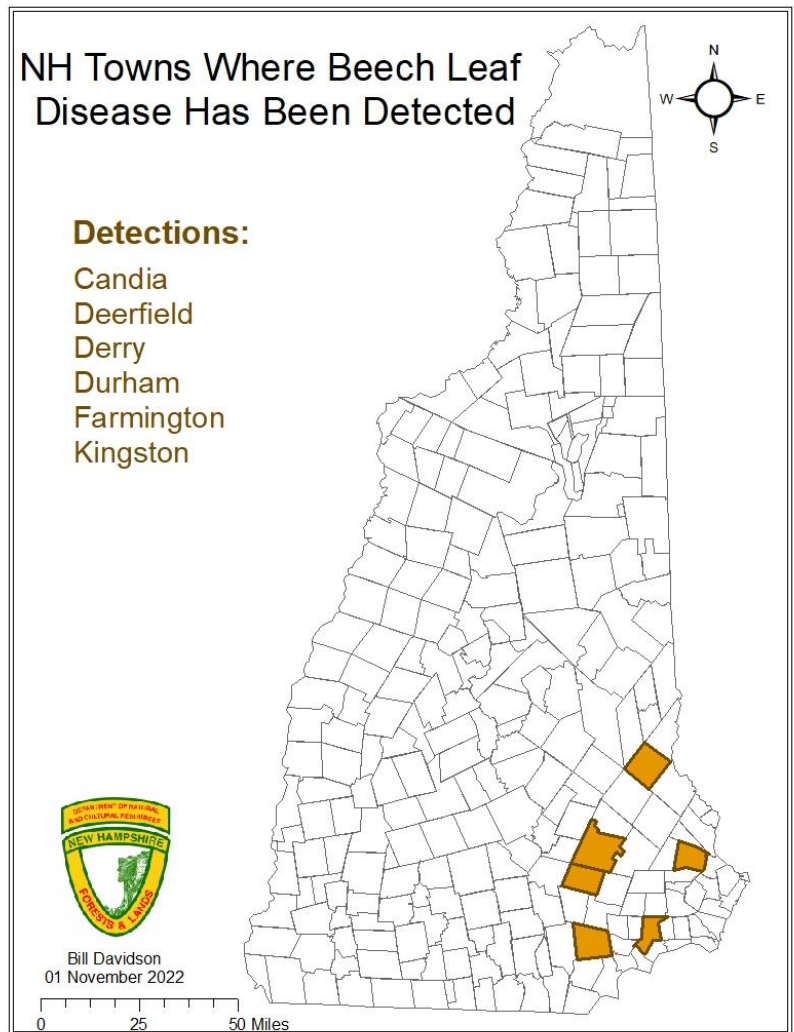 NH Towns Where Beech Leaf
Disease Has Been Detected
N
W
E
S
Detections:
Candia
Deerfield
Derry
Durham
Farmington
Kingston
DEPARTMENT OF NATURAL
AND CULTURAL RESOURCES
NEW HAMPSHIRE
FORESTS & LANDS
Bill Davidson
01 November 2022
0 25 50 Miles